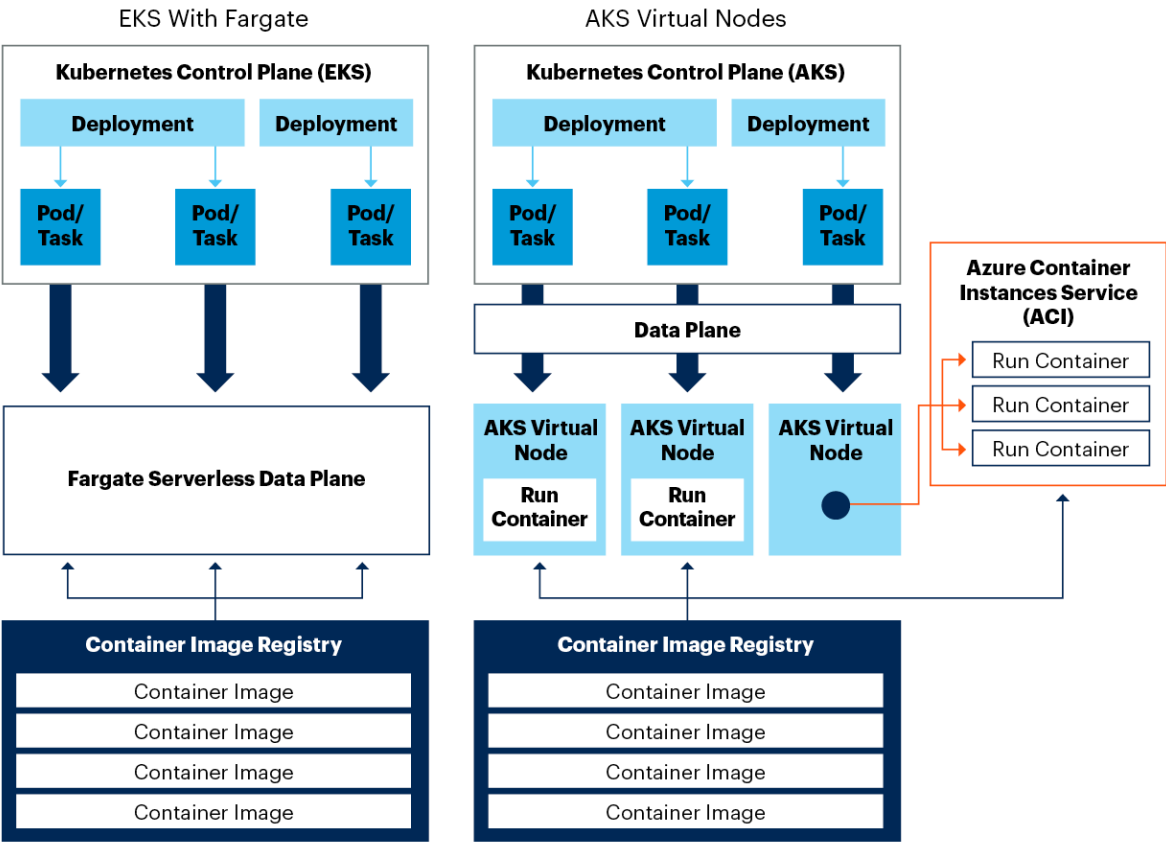 EKS With Fargate
Kubernetes Control Plane (EKS)
Deployment
Deployment
Pod/
Task
Pod/
Task
Pod/
Task
Fargate Serverless Data Plane
Container Image Registry
Container Image
Container Image
Container Image
Container Image
AKS Virtual Nodes
Kubernetes Control Plane (AKS)
Deployment
Deployment
Pod/
Task
Pod/
Task
Pod/
Task
Data Plane
AKS Virtual
Node
Run
Container
AKS Virtual
Node
Run
Container
AKS Virtual
Node
Azure Container
Instances Service
(ACI)
Run Container
Run Container
Run Container
Container Image Registry
Container Image
Container Image
Container Image
Container Image